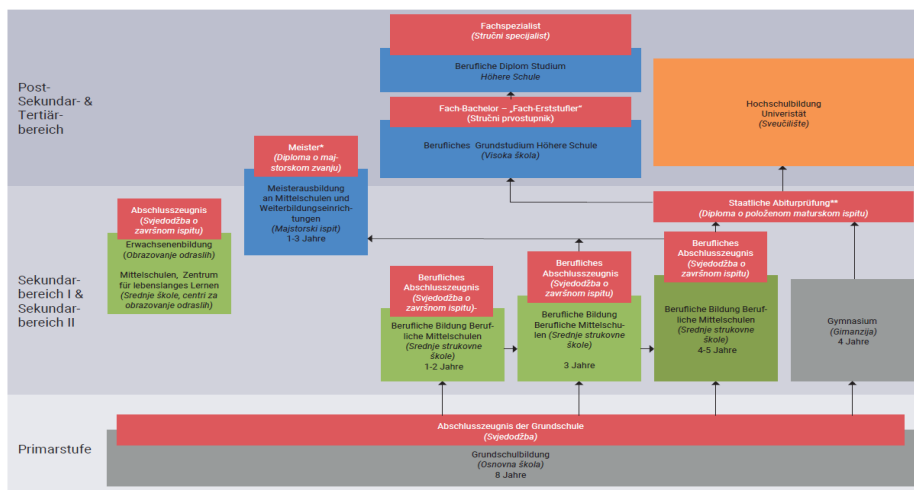 Post-
Sekundar- &
Tertiär-
bereich
Fachspezialist
(Stručni specijalist)
Berufliche Diplom Studium
Höhere Schule
Fach-Bachelor – „Fach-Erststufler“
(Stručni prvostupnik)
Berufliches Grundstudium Höhere Schule
(Visoka škola)
Hochschulbildung
Univeristät
(Sveučilište)
Meister*
(Diploma o maj-
storskom zvanju)
Meisterausbildung
an Mittelschulen und
Weiterbildungseinrich-
tungen
(Majstorski ispit)
1-3 Jahre
Staatliche Abiturprüfung**
(Diploma o položenom maturskom ispitu)
Sekundar-
bereich I &
Sekundar-
bereich II
Abschlusszeugnis
(Svjedodžba o
završnom ispitu)
Erwachsenenbildung
(Obrazovanje odraslih)
Mittelschulen, Zentrum
für lebenslanges Lernen
(Srednje škole, centri za
obrazovanje odraslih)
Berufliches
Abschlusszeugnis
(Svjedodžba o
završnom ispitu)-
Berufliche Bildung Beruf-
liche Mittelschulen
(Srednje strukovne
škole)
1-2 Jahre
Berufliches
Abschlusszeugnis
(Svjedodžba o
završnom ispitu)
Berufliche Bildung
Berufliche Mittelschu-
len (Srednje strukovne
škole)
3 Jahre
Berufliches
Abschlusszeugnis
(Svjedodžba o
završnom ispitu)
Berufliche Bildung Beruf-
liche Mittelschulen
(Srednje strukovne
škole)
4-5 Jahre
Gymnasium
(Gimanzija)
4 Jahre
Primarstufe
Abschlusszeugnis der Grundschule
(Svjedodžba)
Grundschulbildung
(Osnovna škola)
8 Jahre